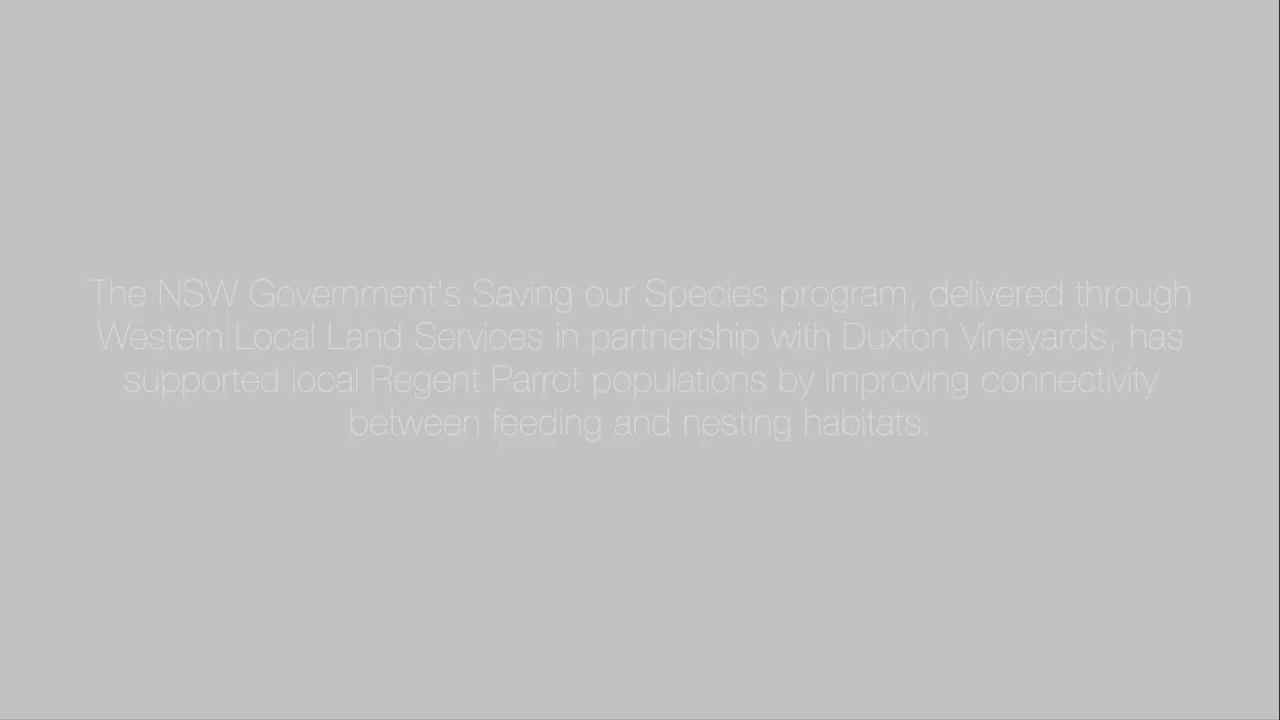 The NSW Government's Saving our Species program, delivered through
Western Local Land Services in partnership with Duxton Vineyards, has
supported local Regent Parrot populations by improving connectivity
between feeding and nesting habitats.